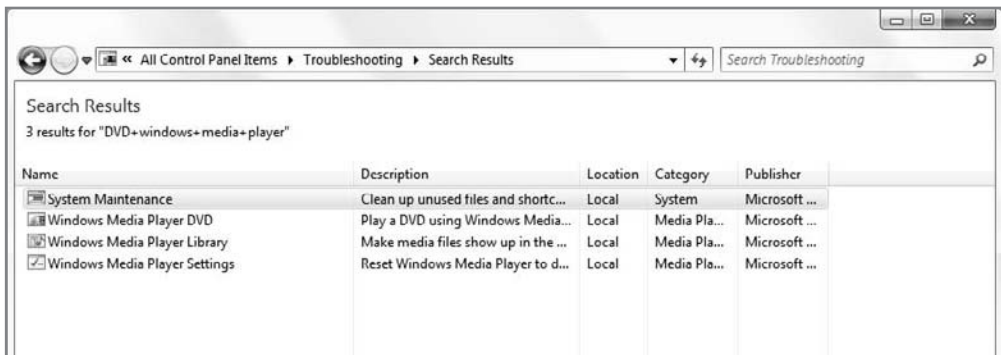 « All Control Panel Items ▸ Troubleshooting ▸ Search Results
Search Troubleshooting
Search Results
3 results for "DVD+windows+media+player"
Name Description Location Category Publisher
System Maintenance Clean up unused files and shortc... Local System Microsoft ...
Windows Media Player DVD Play a DVD using Windows Media... Local Media Pla... Microsoft ...
Windows Media Player Library Make media files show up in the ... Local Media Pla... Microsoft ...
Windows Media Player Settings Reset Windows Media Player to d... Local Media Pla... Microsoft ...